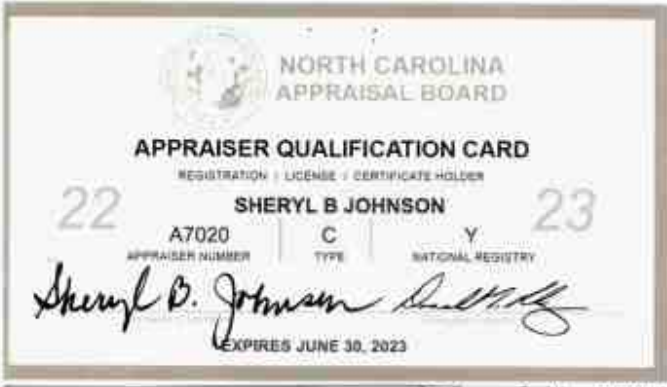 NORTH CAROLINA
APPRAISAL BOARD
APPRAISER QUALIFICATION CARD
REGISTRATION / LICENSE / CERTIFICATE HOLDER
22
23
SHERYL B JOHNSON
A7020 C Y
APPRAISER NUMBER TYPE NATIONAL REGISTRY
Sheryl B. Johnson
EXPIRES JUNE 30, 2023